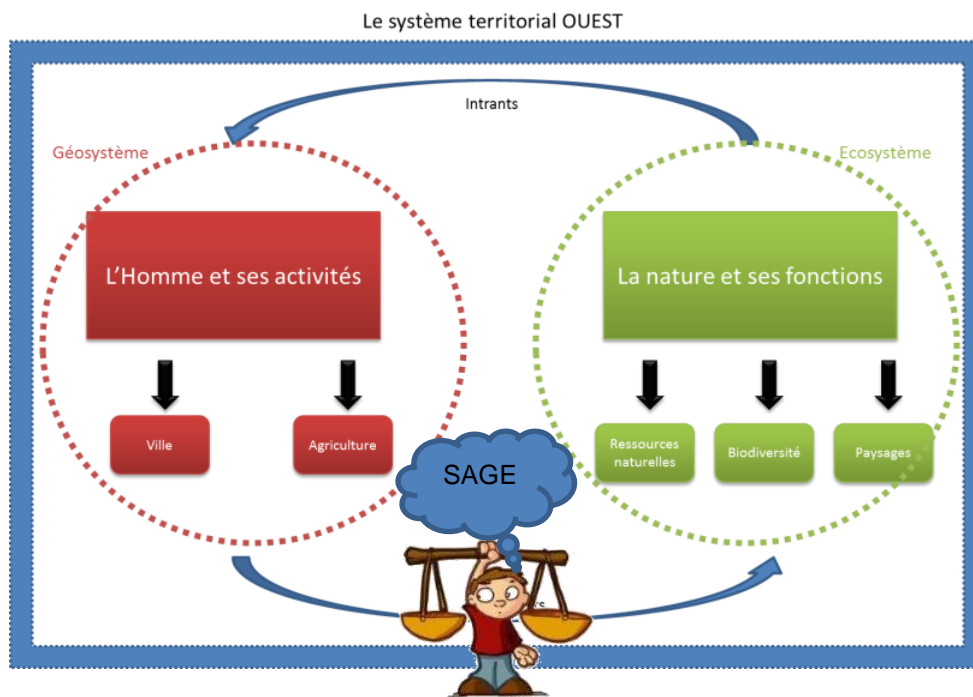 Le système territorial OUEST
Intrants
Géosystème
Ecosystème
L'Homme et ses activités
La nature et ses fonctions
Ville
Agriculture
Ressources
naturelles
Biodiversité
Paysages
SAGE